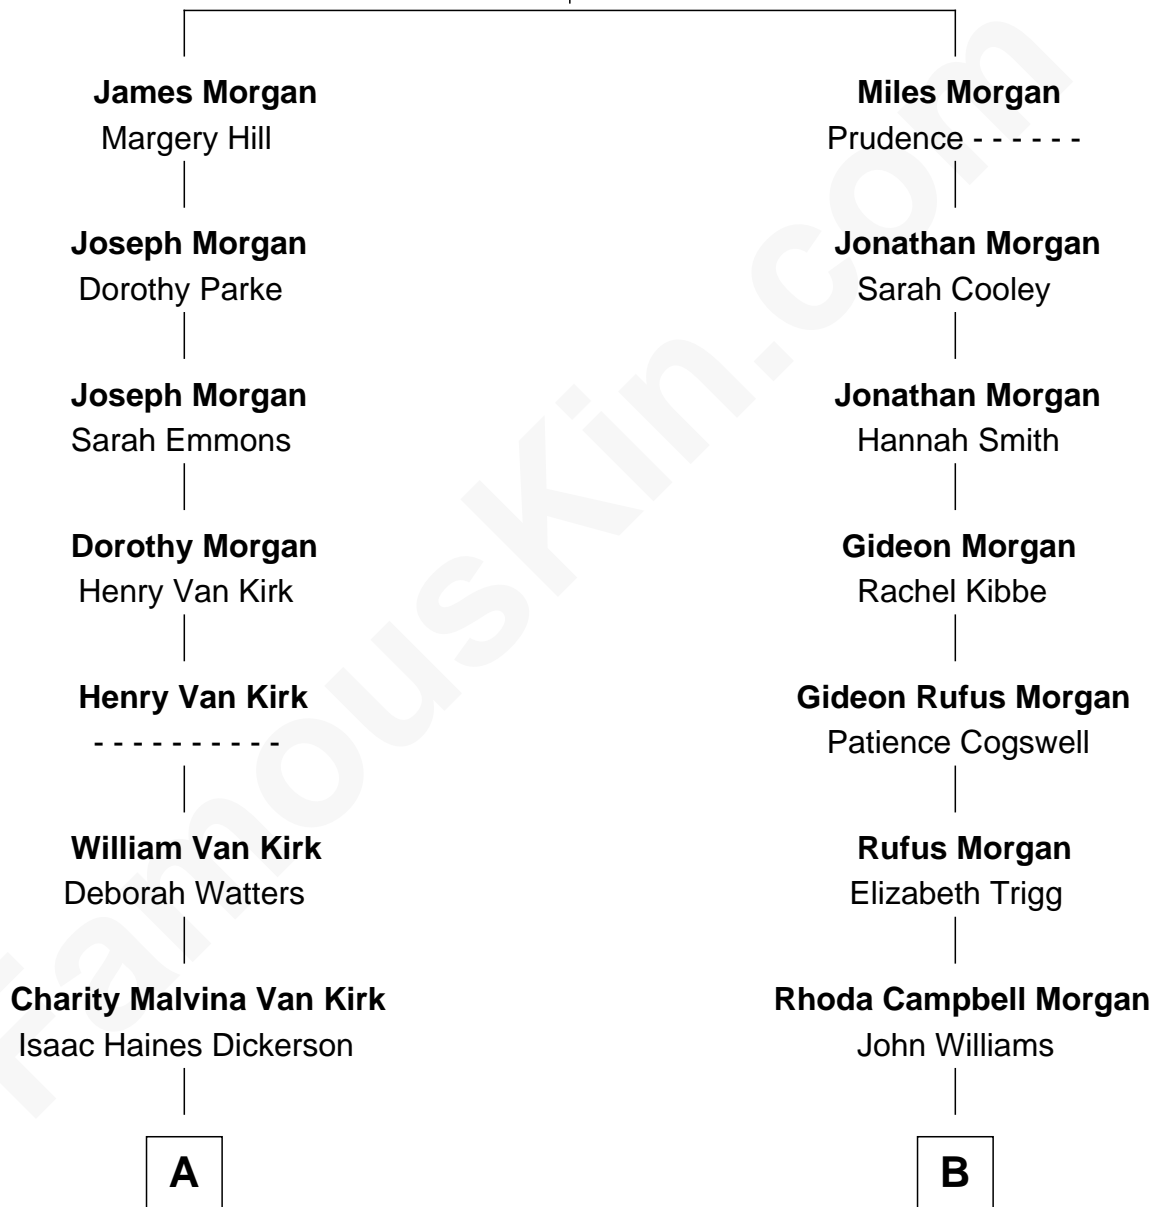 James Morgan
Margery Hill
Joseph Morgan
Dorothy Parke
Joseph Morgan
Sarah Emmons
Dorothy Morgan
Henry Van Kirk
Henry Van Kirk
- - - - - - - - - -
William Van Kirk
Deborah Watters
Charity Malvina Van Kirk
Isaac Haines Dickerson
A
Miles Morgan
Prudence - - - - - -
Jonathan Morgan
Sarah Cooley
Jonathan Morgan
Hannah Smith
Gideon Morgan
Rachel Kibbe
Gideon Rufus Morgan
Patience Cogswell
Rufus Morgan
Elizabeth Trigg
Rhoda Campbell Morgan
John Williams
B
FamousKin.com